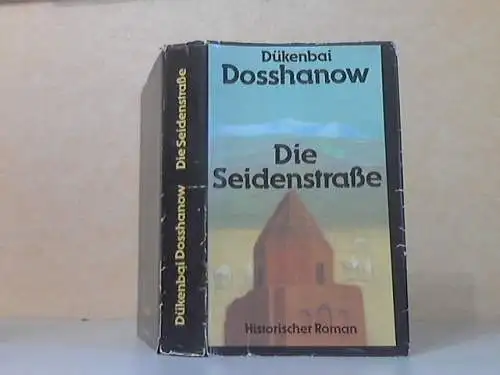 Dükenbai
Dosshanow
Die
Seidenstraße
Historischer Roman
Dükenbai Dosshanow Die Seidenstraße